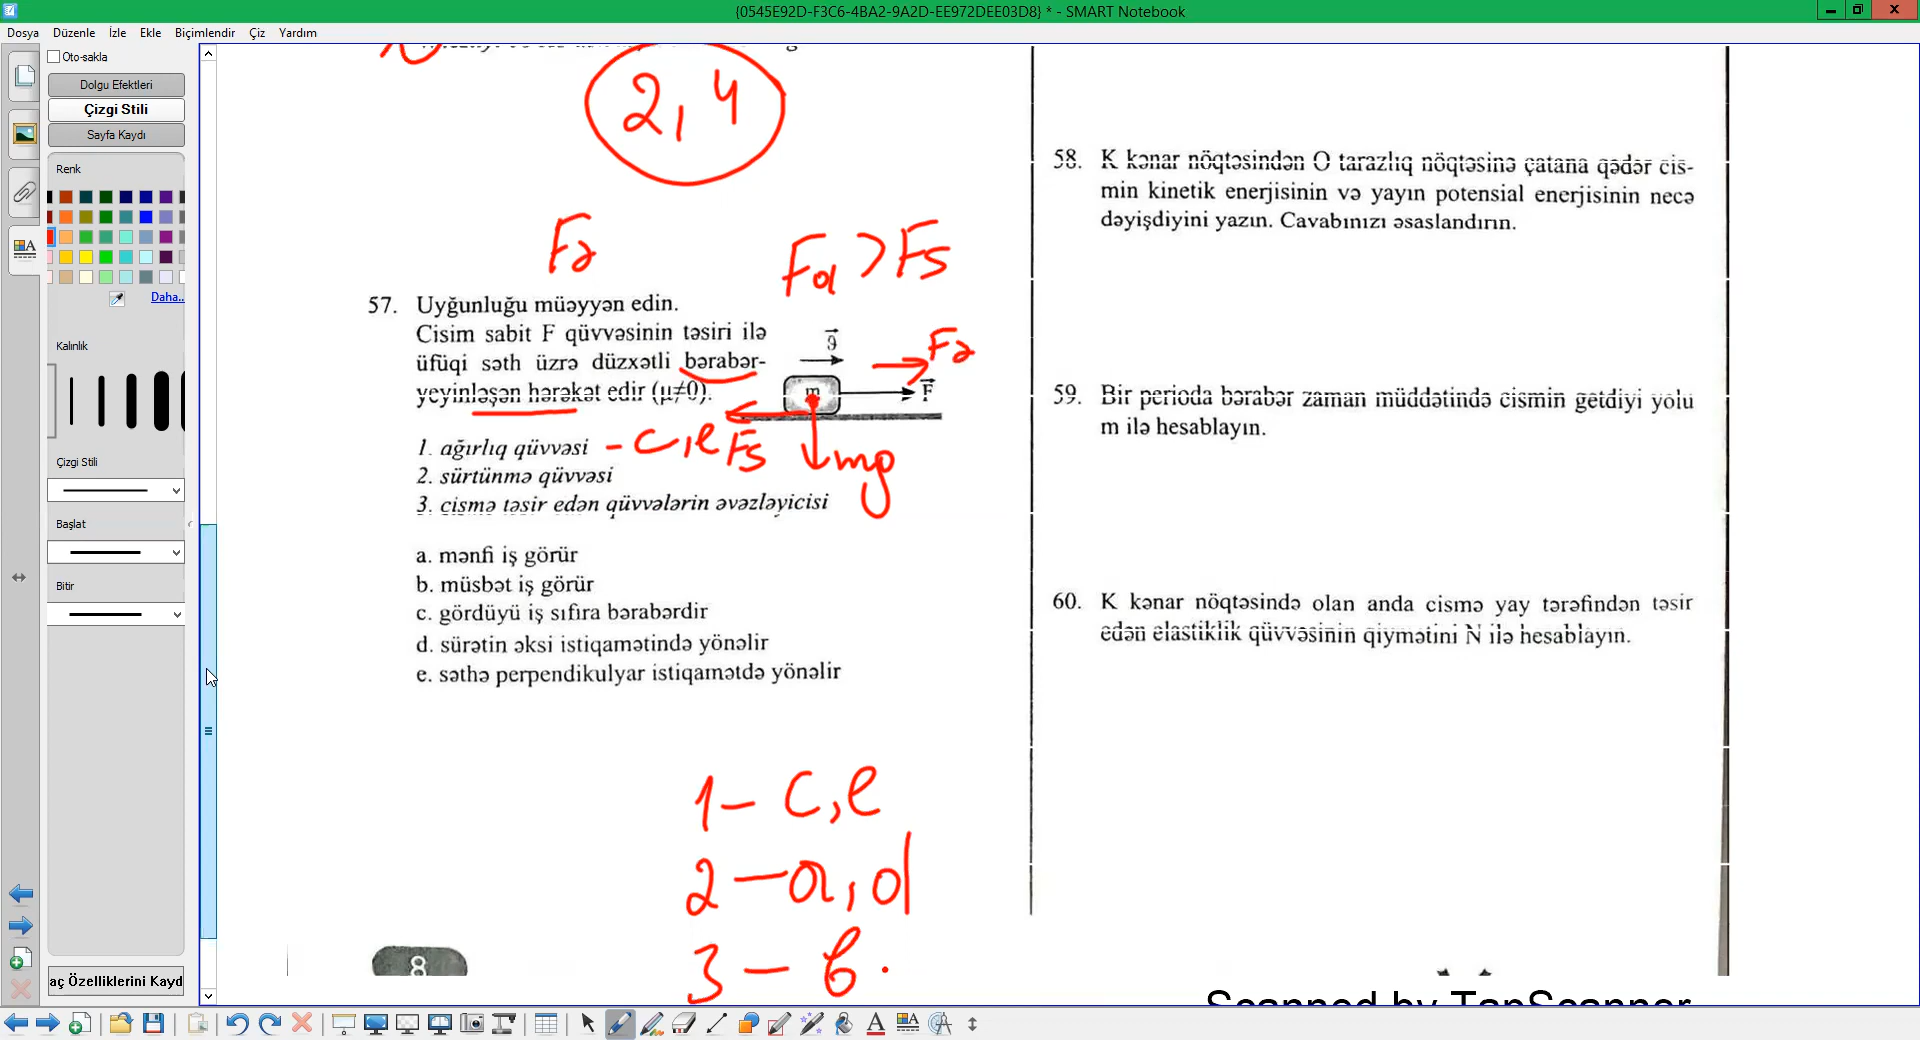 {0545E92D-F3C6-4BA2-9A2D-EE972DEE03D8} * - SMART Notebook
Dosya Düzenle İzle Ekle Biçimlendir Çiz Yardım
Oto-sakla
Dolgu Efektleri
Çizgi Stili
Sayfa Kaydı
Renk
Daha..
Kalınlık
Çizgi Stili
Başlat
Bitir
aç Özelliklerini Kayd
2, 4
Fə
Fə > Fs
57. Uyğunluğu müəyyən edin.
Cisim sabit F qüvvəsinin təsiri ilə
üfüqi səth üzrə düzxətli bərabər-
yeyinləşən hərəkət edir (μ≠0).
ϑ
Fə
m
F
1. ağırlıq qüvvəsi - c, e
Fs
mg
2. sürtünmə qüvvəsi
3. cismə təsir edən qüvvələrin əvəzləyicisi
a. mənfi iş görür
b. müsbət iş görür
c. gördüyü iş sıfıra bərabərdir
d. sürətin əksi istiqamətində yönəlir
e. səthə perpendikulyar istiqamətdə yönəlir
1 – c, e
2 – a, d
3 – b
8
58. K kənar nöqtəsindən O tarazlıq nöqtəsinə çatana qədər cis-
min kinetik enerjisinin və yayın potensial enerjisinin necə
dəyişdiyini yazın. Cavabınızı əsaslandırın.
59. Bir perioda bərabər zaman müddətində cismin getdiyi yolu
m ilə hesablayın.
60. K kənar nöqtəsində olan anda cismə yay tərəfindən təsir
edən elastiklik qüvvəsinin qiymətini N ilə hesablayın.
Scanned by TapScanner